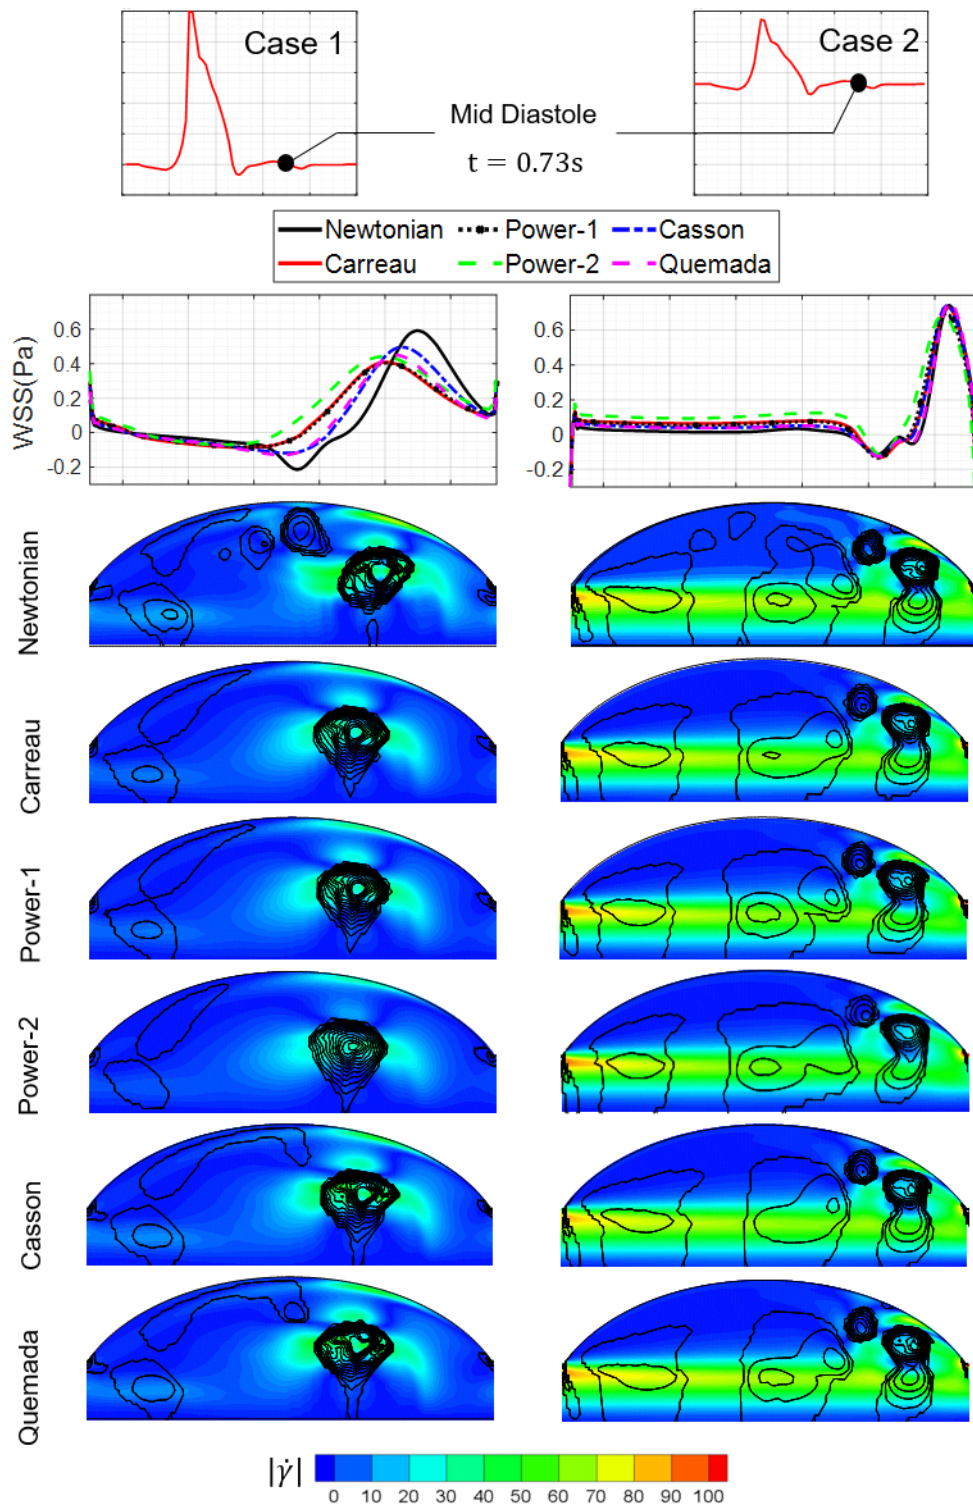 Case 1
Case 2
Mid Diastole
t = 0.73s
Newtonian Power-1 Casson
Carreau Power-2 Quemada
WSS(Pa)
0.6
0.4
0.2
0
-0.2
0.6
0.4
0.2
0
-0.2
Newtonian
Carreau
Power-1
Power-2
Casson
Quemada
|γ̇|
0 10 20 30 40 50 60 70 80 90 100